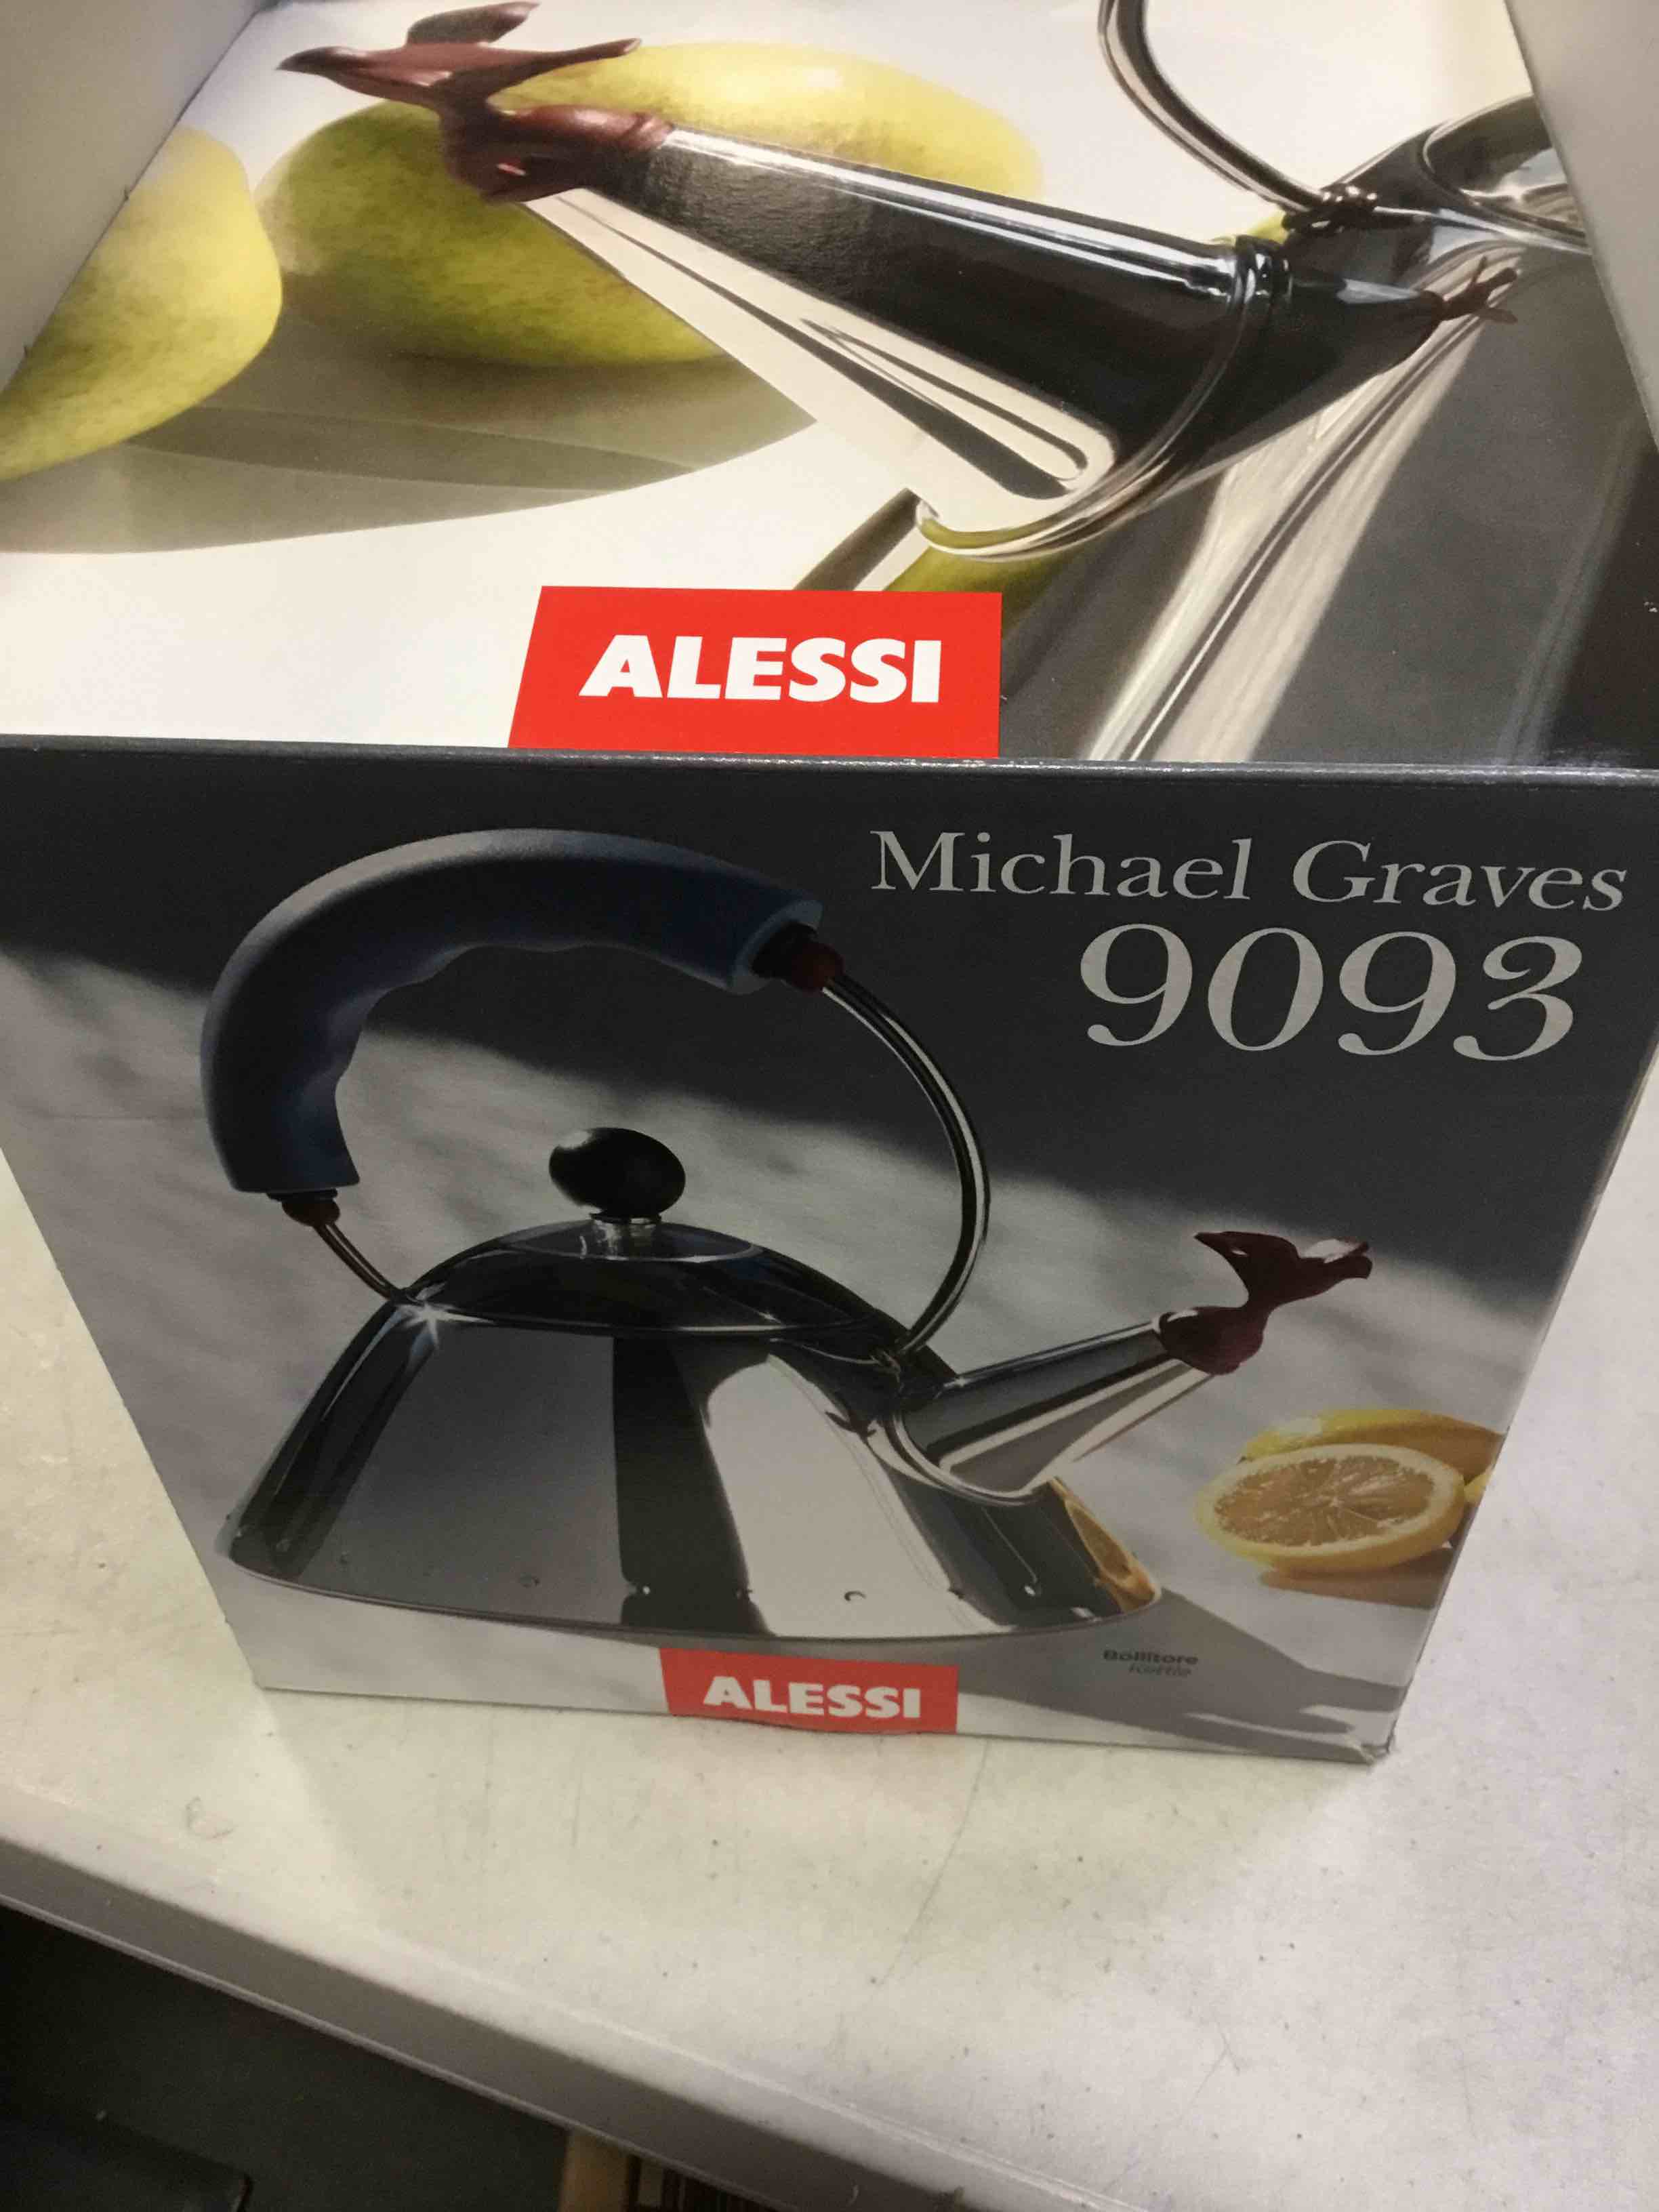 ALESSI
Michael Graves
9093
Bollitore
Kettle
ALESSI